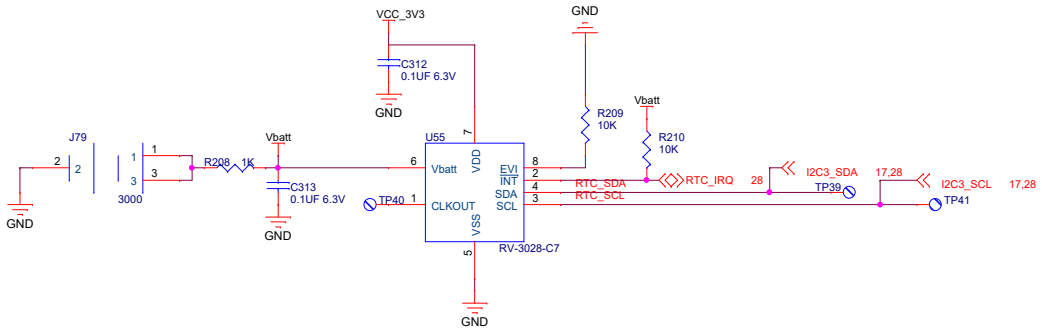 GND
VCC_3V3
C312
0.1UF 6.3V
GND
Vbatt
R209
10K
R210
10K
J79
Vbatt
U55
7
2
2
1
3
1
3
R208 1K
6
Vbatt
VDD
EVI
8
INT
2
RTC_IRQ 28
I2C3_SDA 17,28
SDA
4
RTC_SDA
TP39
I2C3_SCL 17,28
SCL
3
RTC_SCL
TP41
3000
C313
0.1UF 6.3V
TP40
1
CLKOUT
VSS
GND
GND
5
RV-3028-C7
GND